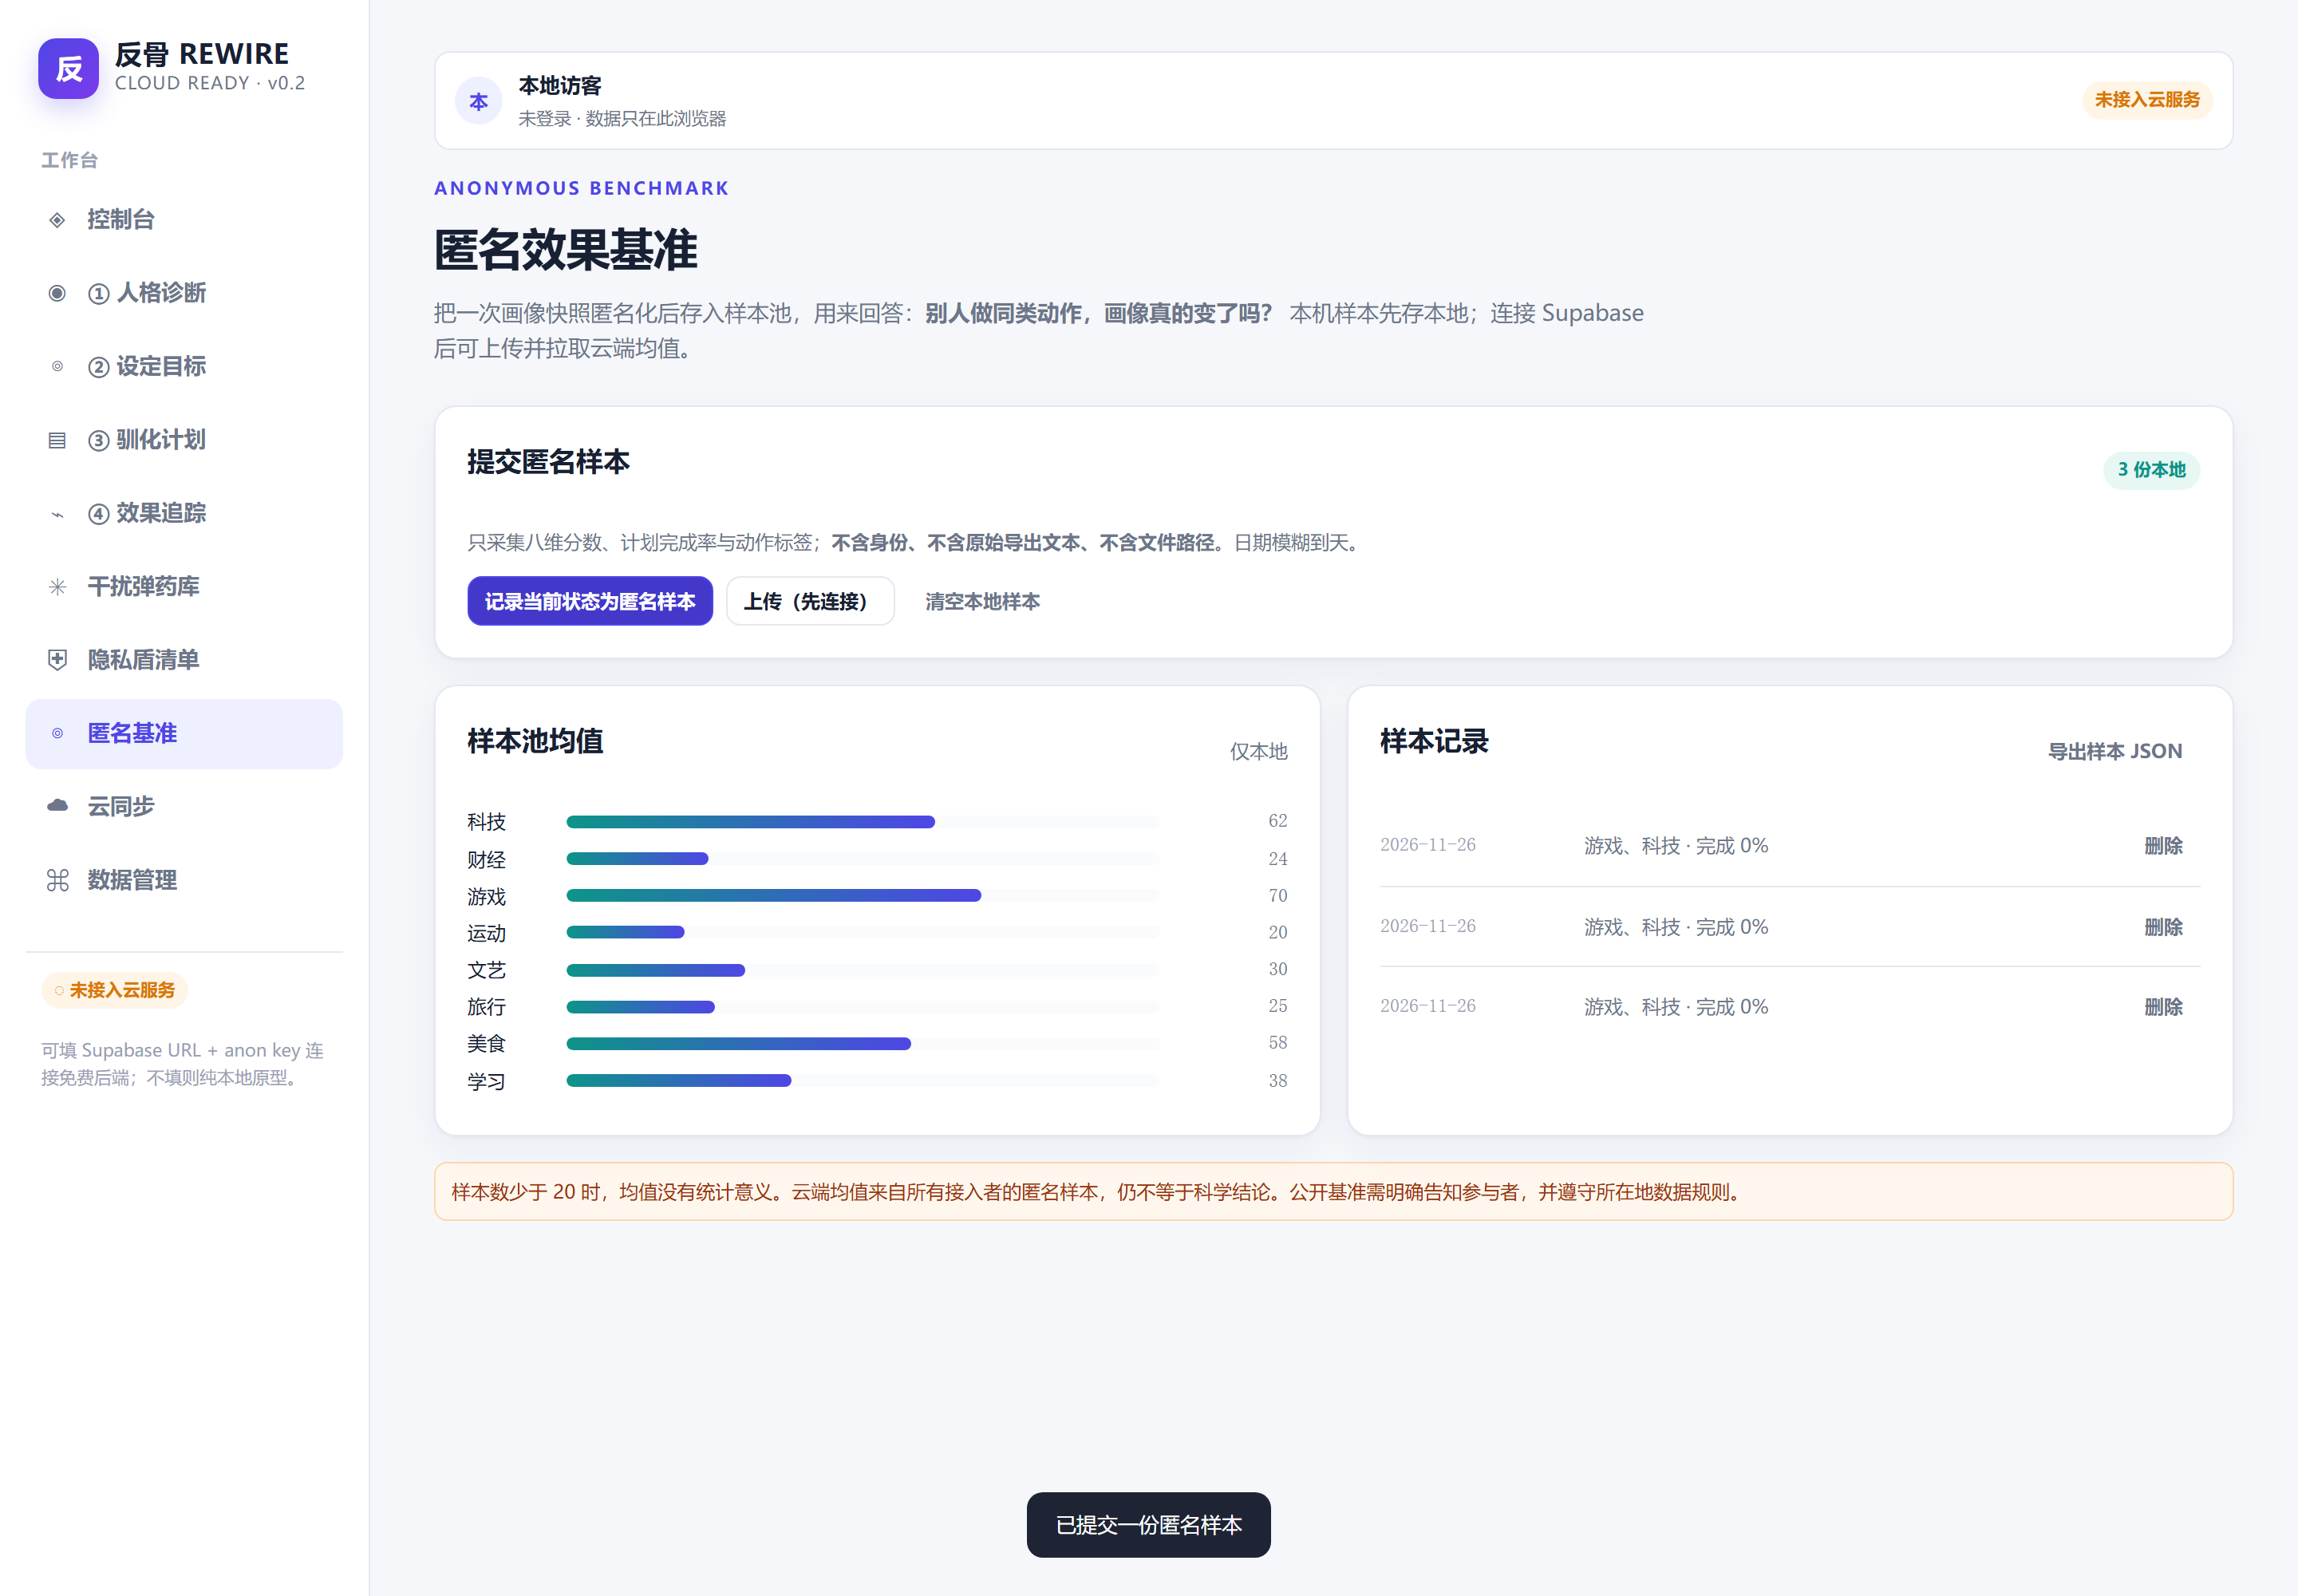 反
反骨 REWIRE
CLOUD READY · v0.2
工作台
控制台
① 人格诊断
② 设定目标
③ 驯化计划
④ 效果追踪
干扰弹药库
隐私盾清单
匿名基准
云同步
数据管理
未接入云服务
可填 Supabase URL + anon key 连
接免费后端；不填则纯本地原型。
本
本地访客
未登录 · 数据只在此浏览器
未接入云服务
ANONYMOUS BENCHMARK
匿名效果基准
把一次画像快照匿名化后存入样本池，用来回答：别人做同类动作，画像真的变了吗？ 本机样本先存本地；连接 Supabase
后可上传并拉取云端均值。
提交匿名样本
3 份本地
只采集八维分数、计划完成率与动作标签；不含身份、不含原始导出文本、不含文件路径。日期模糊到天。
记录当前状态为匿名样本
上传（先连接）
清空本地样本
样本池均值
仅本地
科技 62
财经 24
游戏 70
运动 20
文艺 30
旅行 25
美食 58
学习 38
样本记录
导出样本 JSON
2026-11-26 游戏、科技 · 完成 0% 删除
2026-11-26 游戏、科技 · 完成 0% 删除
2026-11-26 游戏、科技 · 完成 0% 删除
样本数少于 20 时，均值没有统计意义。云端均值来自所有接入者的匿名样本，仍不等于科学结论。公开基准需明确告知参与者，并遵守所在地数据规则。
已提交一份匿名样本